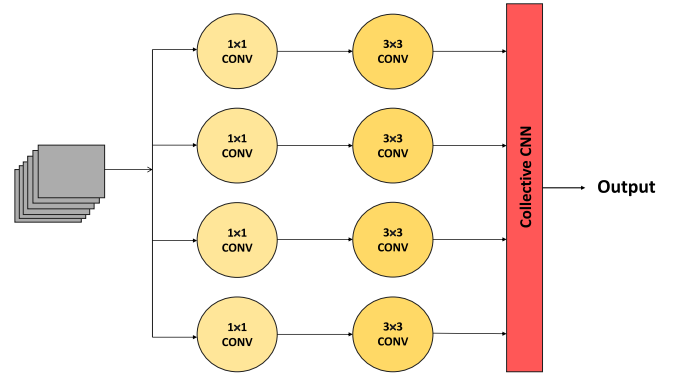 1×1
CONV
3×3
CONV
1×1
CONV
3×3
CONV
Collective CNN
Output
1×1
CONV
3×3
CONV
1×1
CONV
3×3
CONV